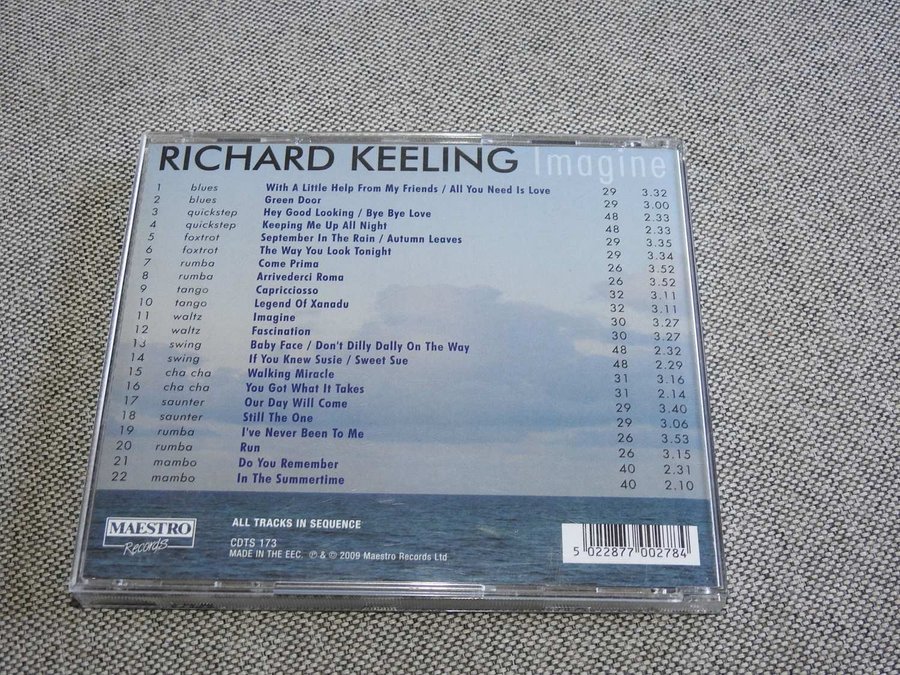 RICHARD KEELING Imagine
1 blues With A Little Help From My Friends / All You Need Is Love 29 3.32
2 blues Green Door 29 3.00
3 quickstep Hey Good Looking / Bye Bye Love 48 2.33
4 quickstep Keeping Me Up All Night 48 2.33
5 foxtrot September In The Rain / Autumn Leaves 29 3.35
6 foxtrot The Way You Look Tonight 29 3.34
7 rumba Come Prima 26 3.52
8 rumba Arrivederci Roma 26 3.52
9 tango Capricciosso 32 3.11
10 tango Legend Of Xanadu 32 3.11
11 waltz Imagine 30 3.27
12 waltz Fascination 30 3.27
13 swing Baby Face / Don't Dilly Dally On The Way 48 2.32
14 swing If You Knew Susie / Sweet Sue 48 2.29
15 cha cha Walking Miracle 31 3.16
16 cha cha You Got What It Takes 31 2.14
17 saunter Our Day Will Come 29 3.40
18 saunter Still The One 29 3.06
19 rumba I've Never Been To Me 26 3.53
20 rumba Run 26 3.15
21 mambo Do You Remember 40 2.31
22 mambo In The Summertime 40 2.10
MAESTRO
Records
ALL TRACKS IN SEQUENCE
CDTS 173
MADE IN THE EEC. ℗ & © 2009 Maestro Records Ltd
5 022877 002784